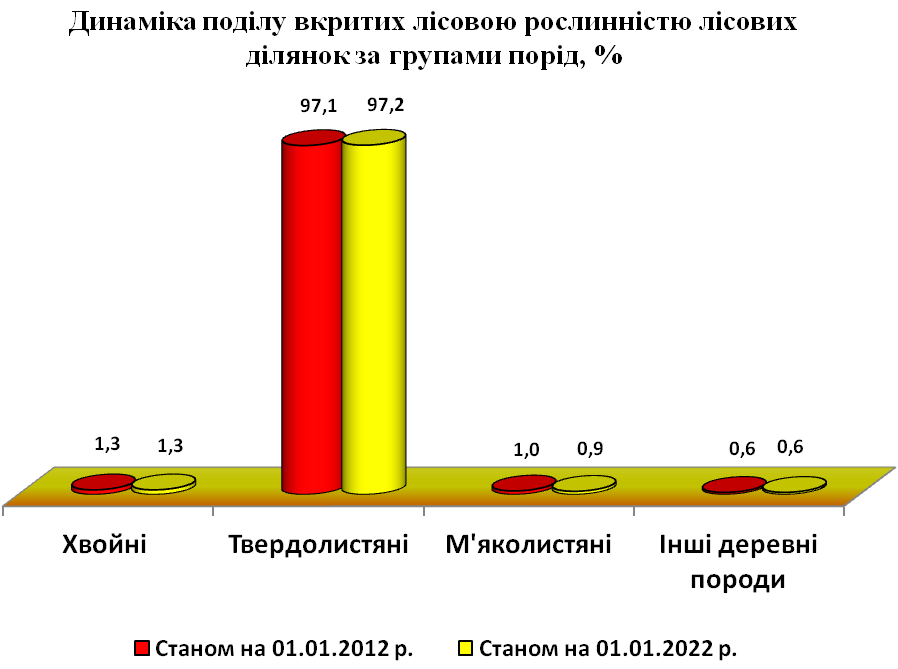 Динаміка поділу вкритих лісовою рослинністю лісових
ділянок за групами порід, %
97,1
97,2
1,3
1,3
1,0
0,9
0,6
0,6
Хвойні
Твердолистяні
М'яколистяні
Інші деревні
породи
Станом на 01.01.2012 р.
Станом на 01.01.2022 р.